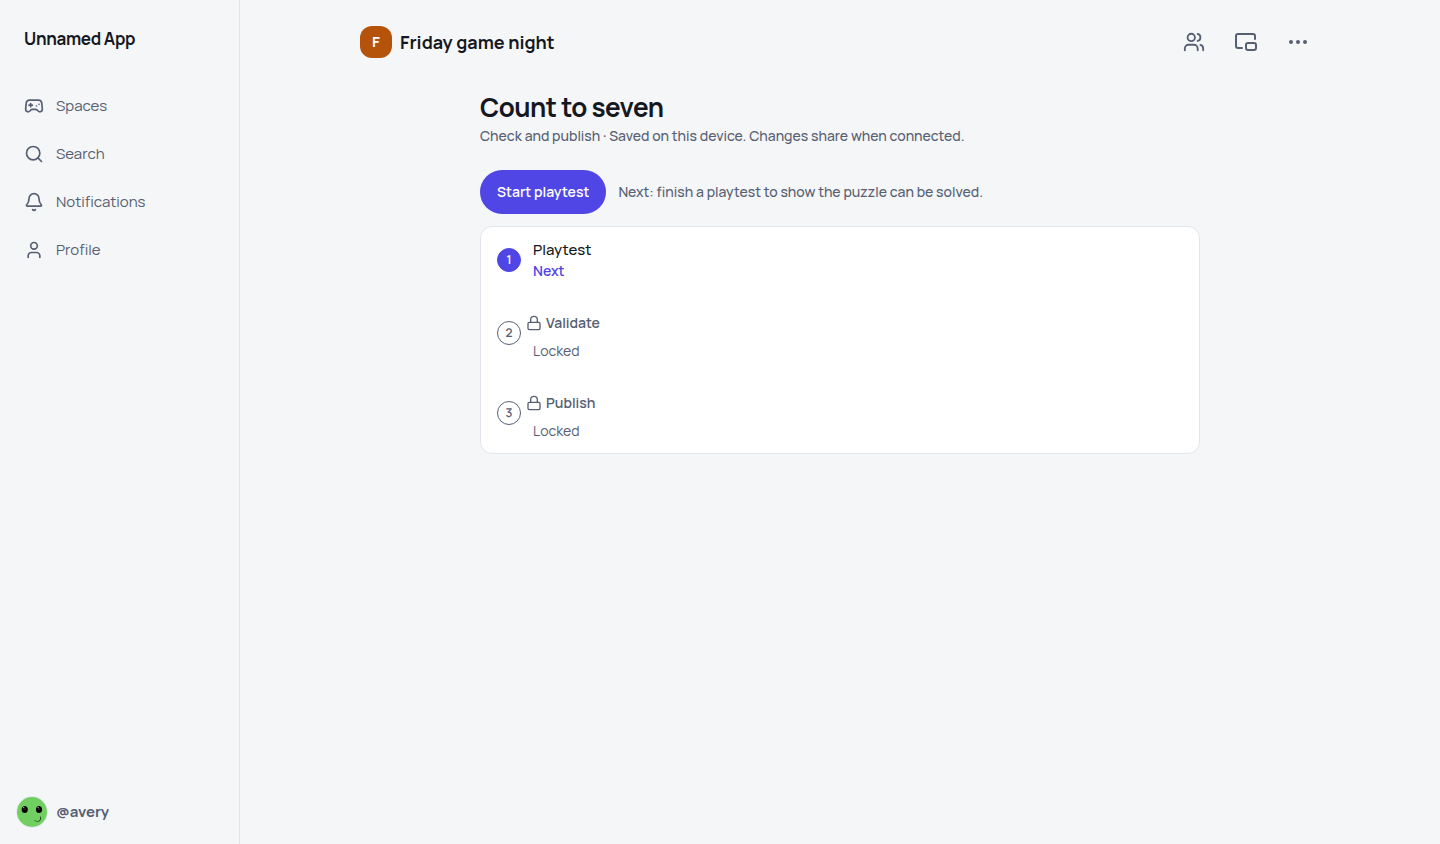 Unnamed App
Spaces
Search
Notifications
Profile
@avery
F Friday game night
Count to seven
Check and publish · Saved on this device. Changes share when connected.
Start playtest
Next: finish a playtest to show the puzzle can be solved.
1 Playtest
Next
2 Validate
Locked
3 Publish
Locked